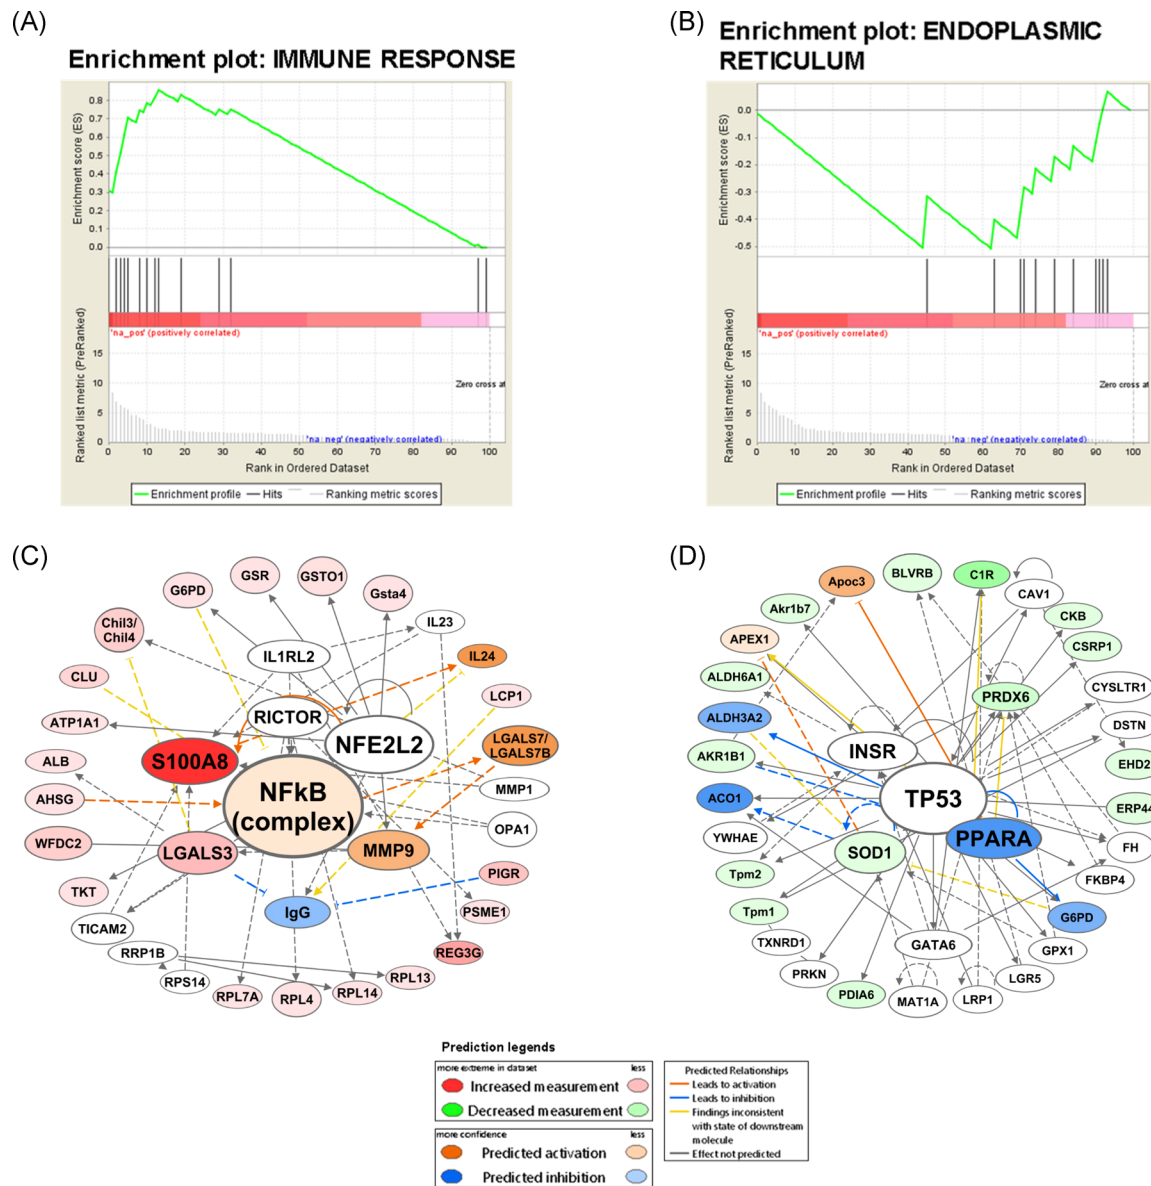 (A)
Enrichment plot: IMMUNE RESPONSE
Enrichment score (ES)
0.8
0.7
0.6
0.5
0.4
0.3
0.2
0.1
0.0
'na_pos' (positively correlated)
Ranked list metric (PreRanked)
15
10
5
0
Zero cross at
'na_neg' (negatively correlated)
0 10 20 30 40 50 60 70 80 90 100
Rank in Ordered Dataset
Enrichment profile Hits Ranking metric scores
(B)
Enrichment plot: ENDOPLASMIC
RETICULUM
Enrichment score (ES)
0.0
-0.1
-0.2
-0.3
-0.4
-0.5
'na_pos' (positively correlated)
Ranked list metric (PreRanked)
15
10
5
0
Zero cross at
'na_neg' (negatively correlated)
0 10 20 30 40 50 60 70 80 90 100
Rank in Ordered Dataset
Enrichment profile Hits Ranking metric scores
(C)
GSR
GSTO1
G6PD
Gsta4
Chil3/
Chil4
IL23
IL1RL2
IL24
CLU
LCP1
RICTOR
ATP1A1
NFE2L2
LGALS7/
LGALS7B
S100A8
ALB
MMP1
NFkB
(complex)
AHSG
OPA1
WFDC2
LGALS3
MMP9
PIGR
TKT
IgG
PSME1
TICAM2
RRP1B
REG3G
RPS14
RPL13
RPL7A
RPL4
RPL14
(D)
Apoc3
BLVRB
C1R
CAV1
Akr1b7
CKB
APEX1
CSRP1
ALDH6A1
CYSLTR1
PRDX6
ALDH3A2
DSTN
INSR
AKR1B1
EHD2
TP53
ACO1
ERP44
YWHAE
PPARA
FH
SOD1
Tpm2
FKBP4
Tpm1
G6PD
TXNRD1
GATA6
GPX1
PRKN
LGR5
PDIA6
MAT1A
LRP1
Prediction legends
more extreme in dataset less
Increased measurement
Decreased measurement
more confidence less
Predicted activation
Predicted inhibition
Predicted Relationships
Leads to activation
Leads to inhibition
Findings inconsistent
with state of downstream
molecule
Effect not predicted